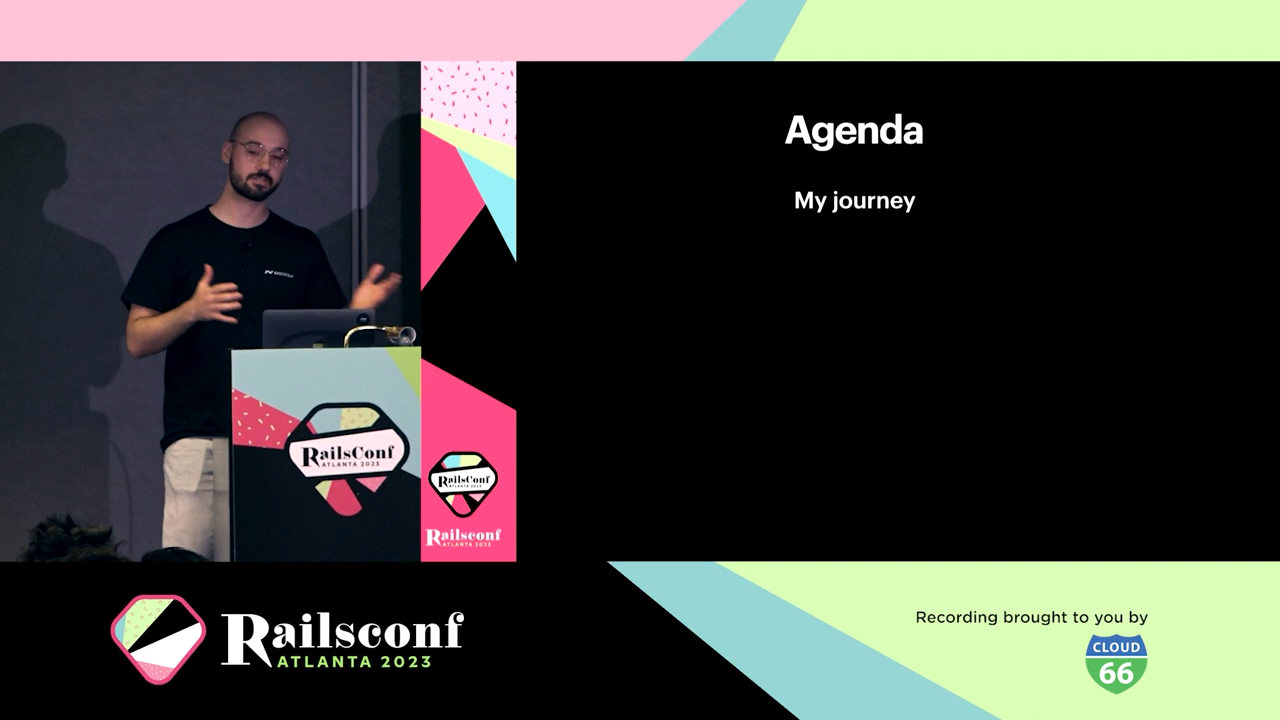 Agenda
My journey
RailsConf
ATLANTA 2023
RailsConf
ATLANTA 2023
Railsconf
ATLANTA 2023
Railsconf
ATLANTA 2023
Recording brought to you by
CLOUD
66